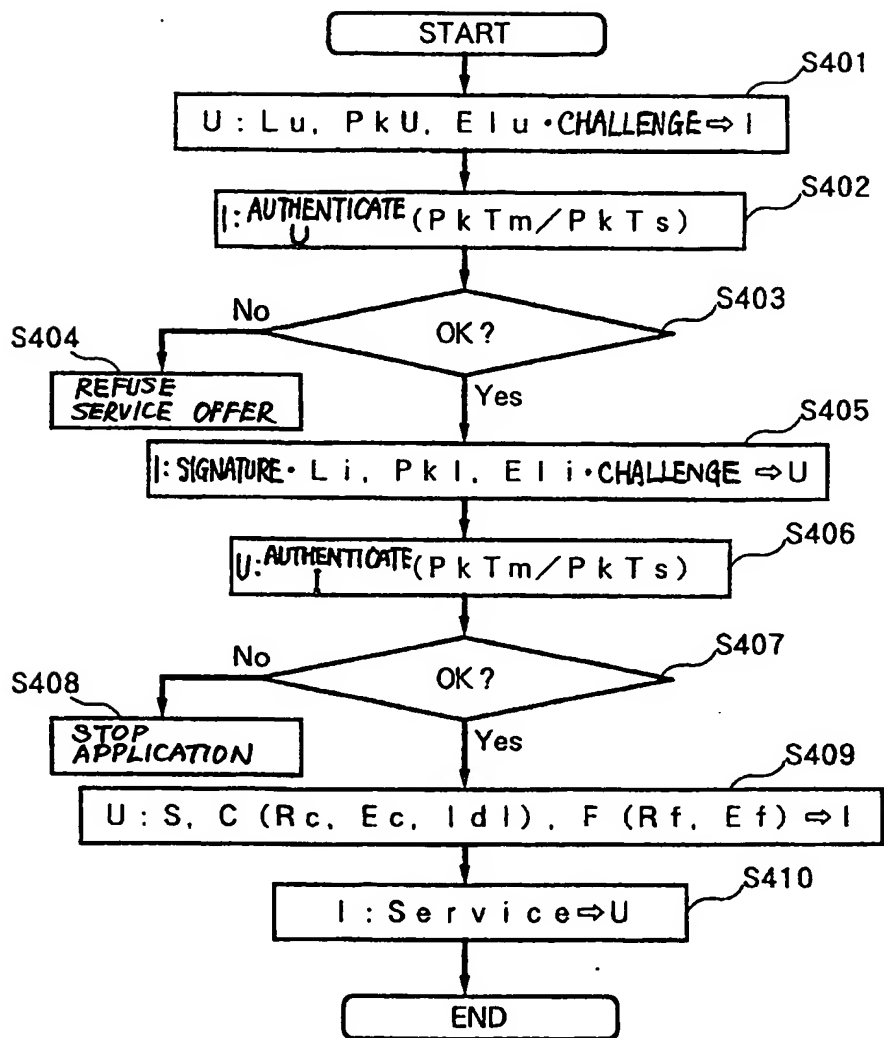 START
S401
U : Lu, PkU, Elu・CHALLENGE⇨I
S402
I : AUTHENTICATE (PkTm/PkTs)
U
S403
No
OK?
S404
REFUSE
SERVICE OFFER
Yes
S405
I : SIGNATURE・Li, PkI, Eli・CHALLENGE ⇨U
S406
U : AUTHENTICATE (PkTm/PkTs)
I
S407
No
OK?
S408
STOP
APPLICATION
Yes
S409
U : S, C (Rc, Ec, IdI), F (Rf, Ef) ⇨I
S410
I : Service⇨U
END